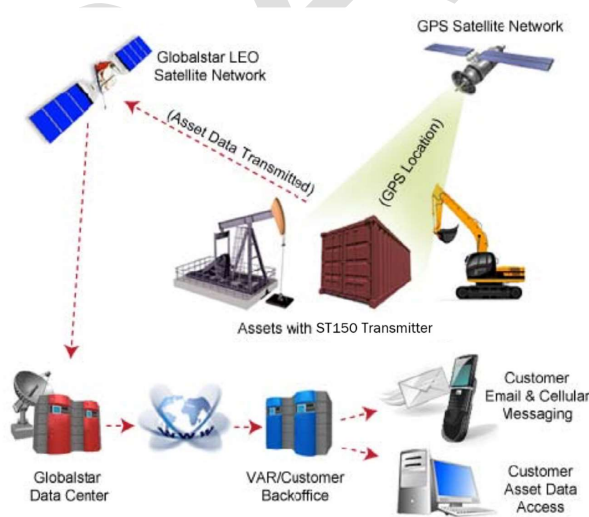 Globalstar LEO
Satellite Network
GPS Satellite Network
(Asset Data Transmitted)
(GPS Location)
Assets with ST150 Transmitter
Globalstar
Data Center
WWW
VAR/Customer
Backoffice
Customer
Email & Cellular
Messaging
Customer
Asset Data
Access